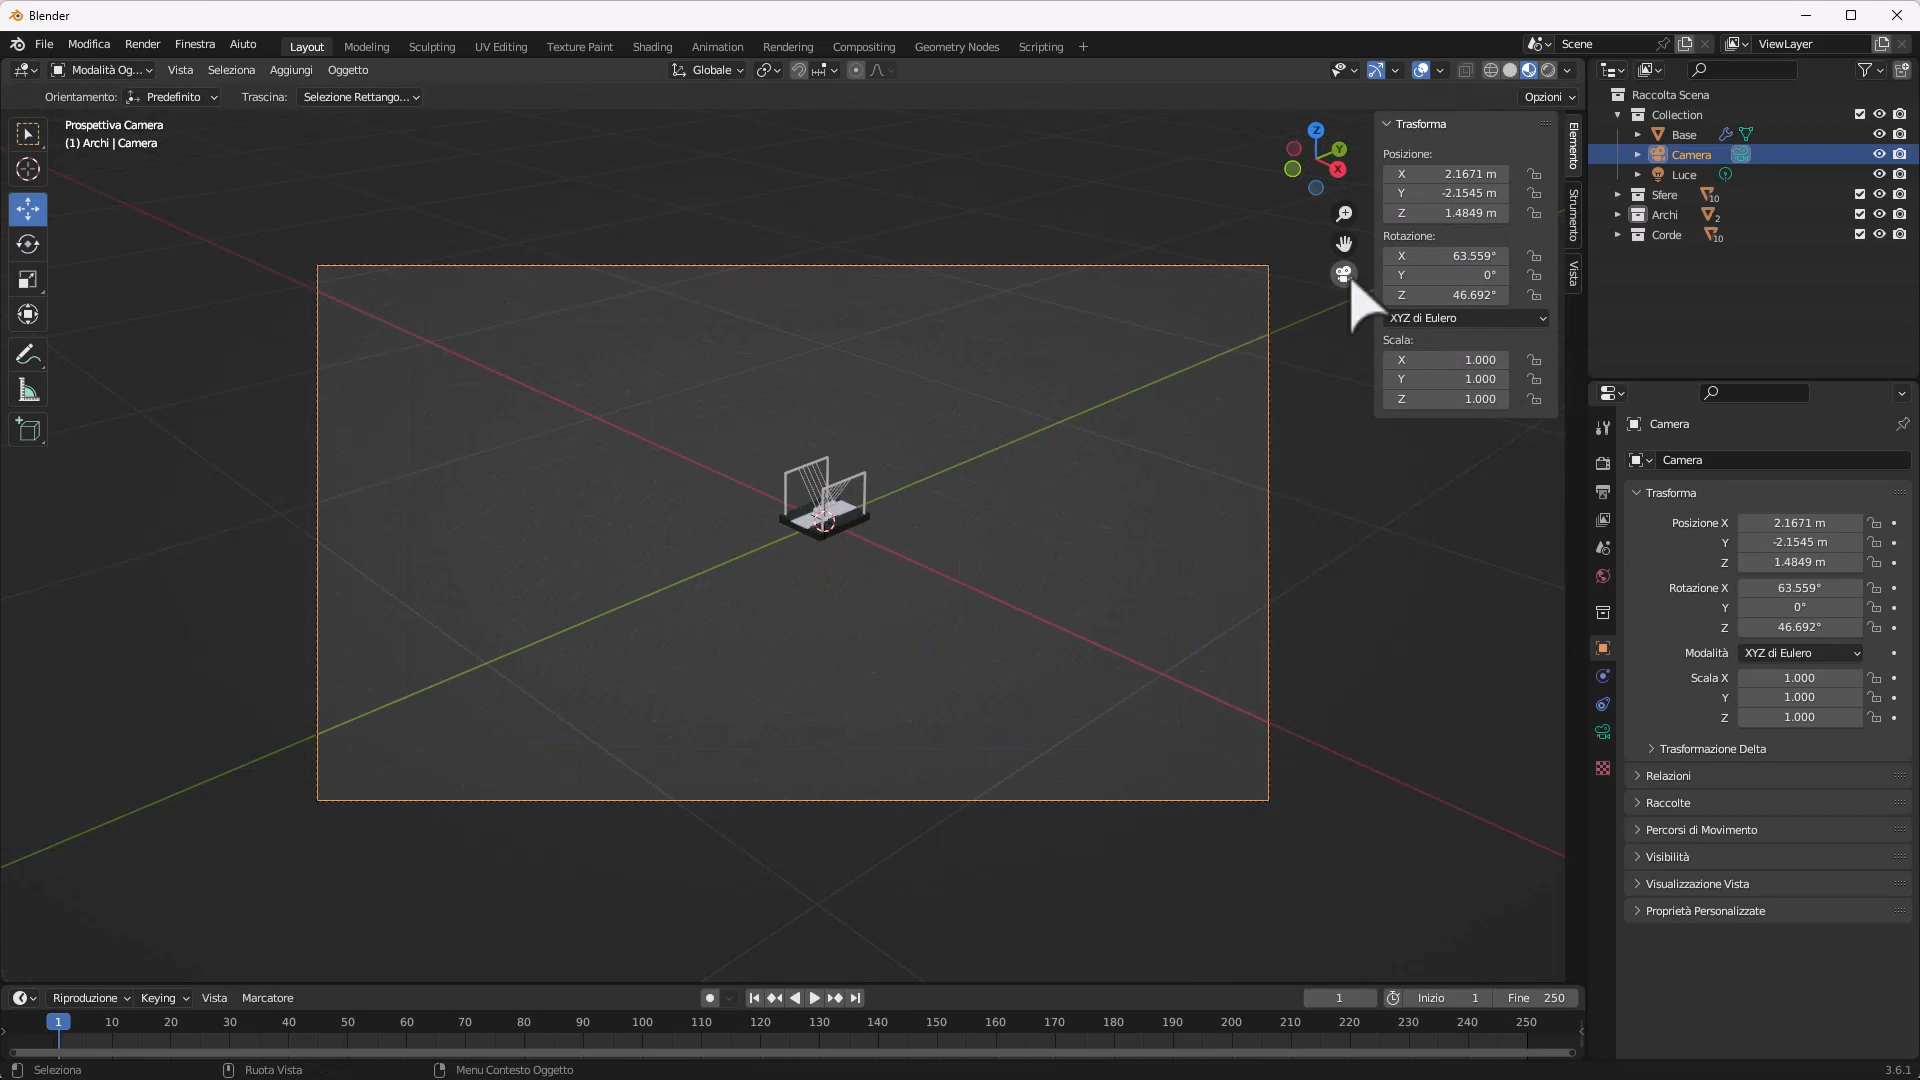 Blender
File Modifica Render Finestra Aiuto Layout Modeling Sculpting UV Editing Texture Paint Shading Animation Rendering Compositing Geometry Nodes Scripting + Scene ViewLayer
Modalità Og... Vista Seleziona Aggiungi Oggetto Globale
Orientamento: Predefinito Trascina: Selezione Rettango... Opzioni
Prospettiva Camera
(1) Archi | Camera
Z
Y
X
Trasforma
Posizione:
X 2.1671 m
Y -2.1545 m
Z 1.4849 m
Rotazione:
X 63.559°
Y 0°
Z 46.692°
XYZ di Eulero
Scala:
X 1.000
Y 1.000
Z 1.000
Elemento
Strumento
Vista
Raccolta Scena
Collection
Base
Camera
Luce
Sfere 10
Archi 2
Corde 10
Camera
Camera
Trasforma
Posizione X 2.1671 m
Y -2.1545 m
Z 1.4849 m
Rotazione X 63.559°
Y 0°
Z 46.692°
Modalità XYZ di Eulero
Scala X 1.000
Y 1.000
Z 1.000
Trasformazione Delta
Relazioni
Raccolte
Percorsi di Movimento
Visibilità
Visualizzazione Vista
Proprietà Personalizzate
Riproduzione Keying Vista Marcatore 1 Inizio 1 Fine 250
1 10 20 30 40 50 60 70 80 90 100 110 120 130 140 150 160 170 180 190 200 210 220 230 240 250
Seleziona Ruota Vista Menu Contesto Oggetto 3.6.1